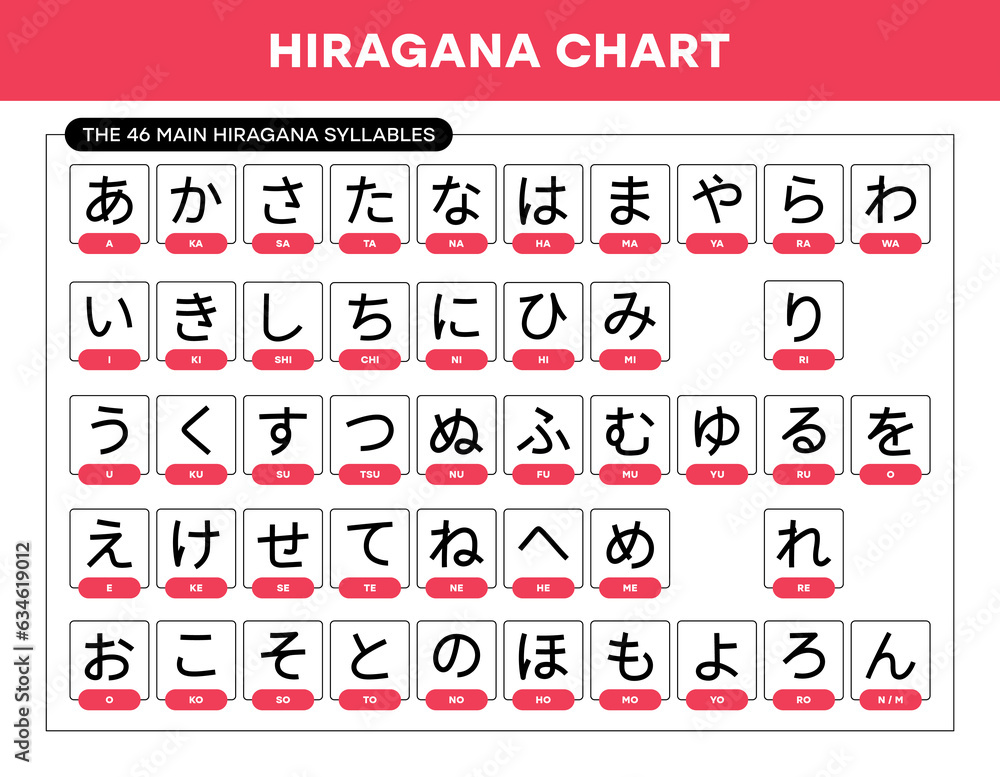 HIRAGANA CHART
THE 46 MAIN HIRAGANA SYLLABLES
あ か さ た な は ま や ら わ
A KA SA TA NA HA MA YA RA WA
い き し ち に ひ み り
I KI SHI CHI NI HI MI RI
う く す つ ぬ ふ む ゆ る を
U KU SU TSU NU FU MU YU RU O
え け せ て ね へ め れ
E KE SE TE NE HE ME RE
お こ そ と の ほ も よ ろ ん
O KO SO TO NO HO MO YO RO N / M
Adobe Stock | #634619012